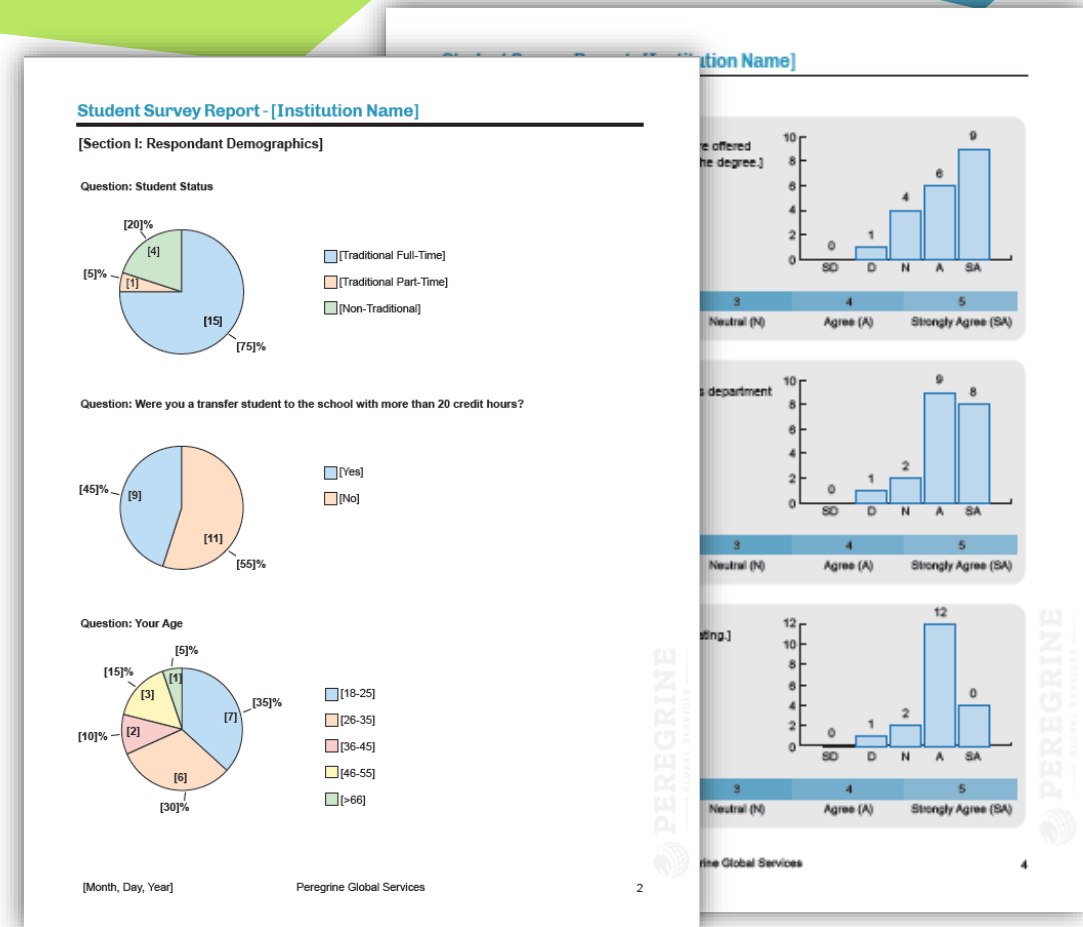 Student Survey Report - [Institution Name]
[Section I: Respondant Demographics]
Question: Student Status
[20]%
[4]
[5]%
[1]
[15]
[75]%
[Traditional Full-Time]
[Traditional Part-Time]
[Non-Traditional]
Question: Were you a transfer student to the school with more than 20 credit hours?
[45]%
[9]
[11]
[55]%
[Yes]
[No]
Question: Your Age
[5]%
[15]%
[1]
[3]
[35]%
[7]
[10]%
[2]
[6]
[30]%
[18-25]
[26-35]
[36-45]
[46-55]
[>66]
PEREGRINE
GLOBAL SERVICES
[Month, Day, Year] Peregrine Global Services 2
Name]
offered
degree.]
10
8
6
4
2
0
0 1 4 6 9
SD D N A SA
3 4 5
Neutral (N) Agree (A) Strongly Agree (SA)
department
10
8
6
4
2
0
0 1 2 9 8
SD D N A SA
3 4 5
Neutral (N) Agree (A) Strongly Agree (SA)
12
10
8
6
4
2
0
0 1 2 12 0
SD D N A SA
3 4 5
Neutral (N) Agree (A) Strongly Agree (SA)
PEREGRINE
GLOBAL SERVICES
Global Services 4